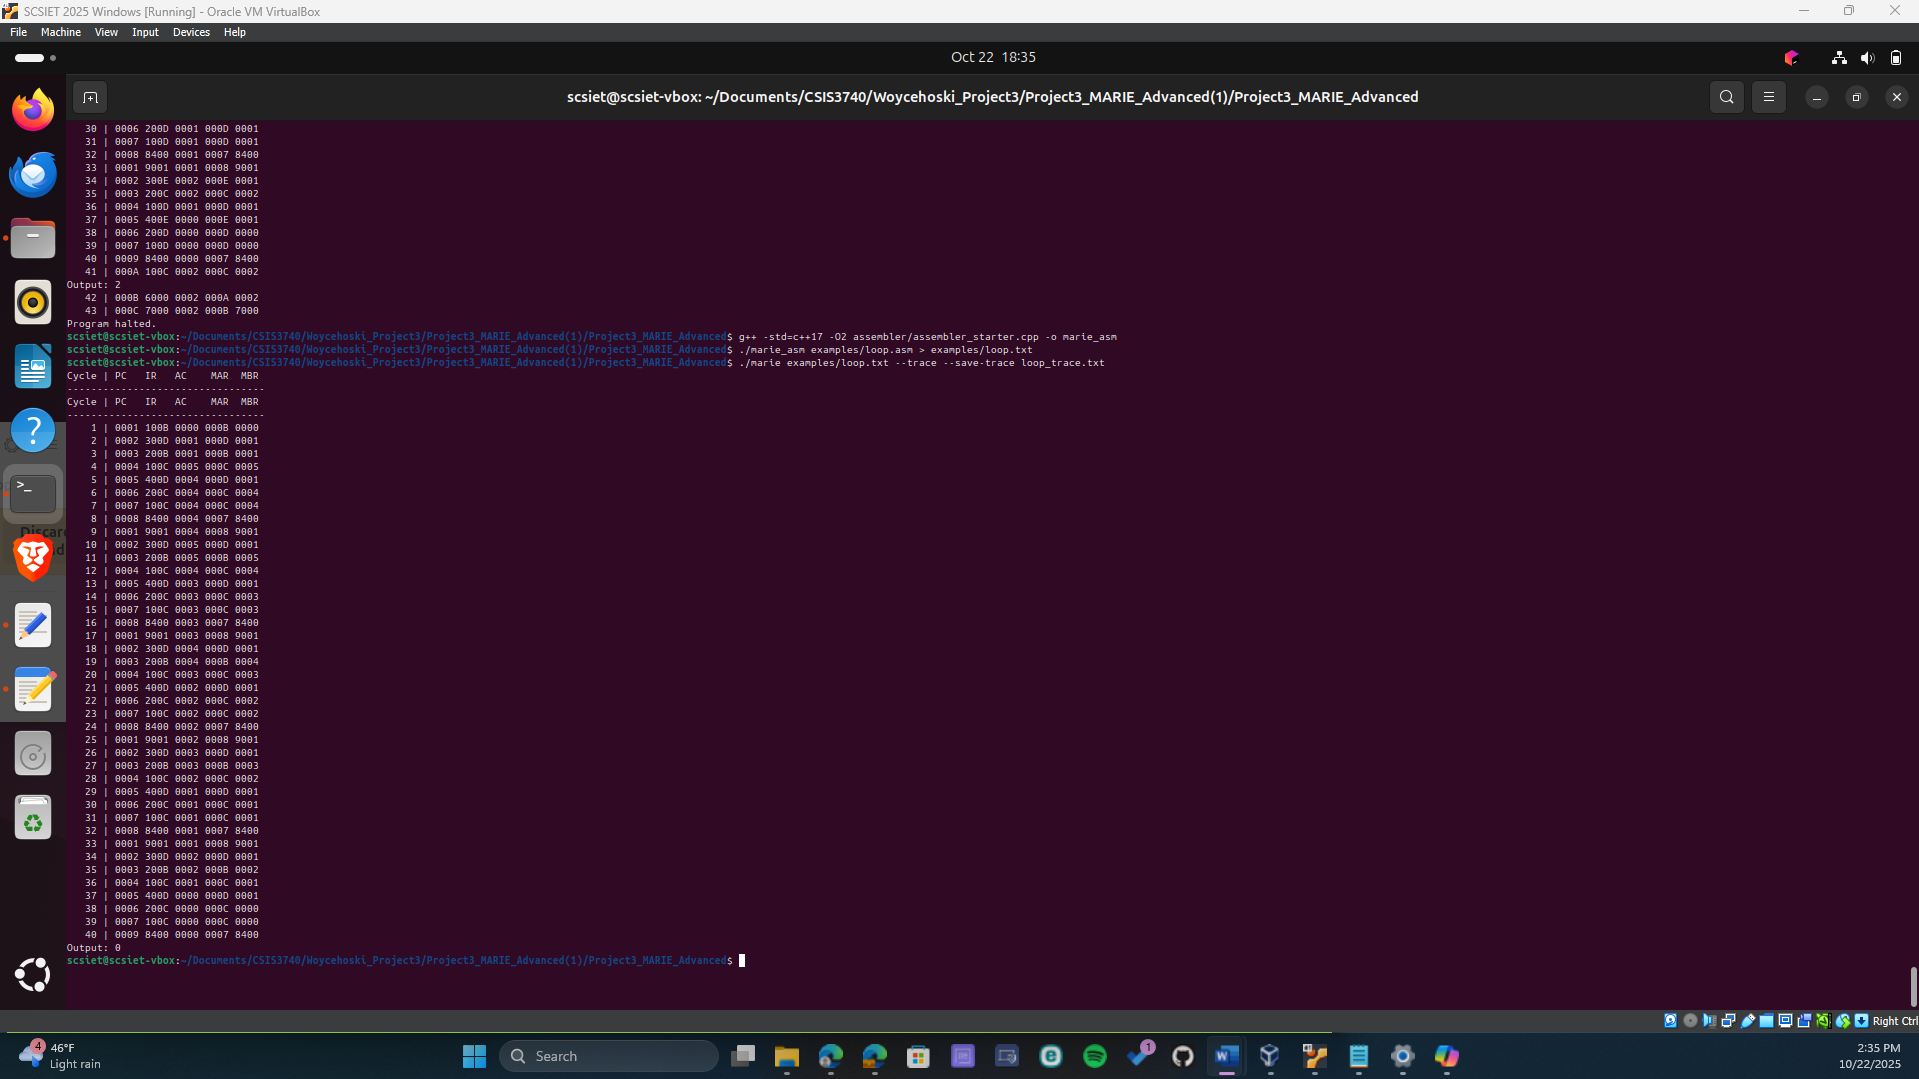 SCSIET 2025 Windows [Running] - Oracle VM VirtualBox
File Machine View Input Devices Help
Oct 22 18:35
scsiet@scsiet-vbox: ~/Documents/CSIS3740/Woycehoski_Project3/Project3_MARIE_Advanced(1)/Project3_MARIE_Advanced
30 | 0006 200D 0001 000D 0001
31 | 0007 100D 0001 000D 0001
32 | 0008 8400 0001 0007 8400
33 | 0001 9001 0001 0008 9001
34 | 0002 300E 0002 000E 0001
35 | 0003 200C 0002 000C 0002
36 | 0004 100D 0001 000D 0001
37 | 0005 400E 0000 000E 0001
38 | 0006 200D 0000 000D 0000
39 | 0007 100D 0000 000D 0000
40 | 0009 8400 0000 0007 8400
41 | 000A 100C 0002 000C 0002
Output: 2
42 | 000B 6000 0002 000A 0002
43 | 000C 7000 0002 000B 7000
Program halted.
scsiet@scsiet-vbox:~/Documents/CSIS3740/Woycehoski_Project3/Project3_MARIE_Advanced(1)/Project3_MARIE_Advanced$ g++ -std=c++17 -O2 assembler/assembler_starter.cpp -o marie_asm
scsiet@scsiet-vbox:~/Documents/CSIS3740/Woycehoski_Project3/Project3_MARIE_Advanced(1)/Project3_MARIE_Advanced$ ./marie_asm examples/loop.asm > examples/loop.txt
scsiet@scsiet-vbox:~/Documents/CSIS3740/Woycehoski_Project3/Project3_MARIE_Advanced(1)/Project3_MARIE_Advanced$ ./marie examples/loop.txt --trace --save-trace loop_trace.txt
Cycle | PC IR AC MAR MBR
---------------------------------
Cycle | PC IR AC MAR MBR
---------------------------------
1 | 0001 100B 0000 000B 0000
2 | 0002 300D 0001 000D 0001
3 | 0003 200B 0001 000B 0001
4 | 0004 100C 0005 000C 0005
5 | 0005 400D 0004 000D 0001
6 | 0006 200C 0004 000C 0004
7 | 0007 100C 0004 000C 0004
8 | 0008 8400 0004 0007 8400
9 | 0001 9001 0004 0008 9001
10 | 0002 300D 0005 000D 0001
11 | 0003 200B 0005 000B 0005
12 | 0004 100C 0004 000C 0004
13 | 0005 400D 0003 000D 0001
14 | 0006 200C 0003 000C 0003
15 | 0007 100C 0003 000C 0003
16 | 0008 8400 0003 0007 8400
17 | 0001 9001 0003 0008 9001
18 | 0002 300D 0004 000D 0001
19 | 0003 200B 0004 000B 0004
20 | 0004 100C 0003 000C 0003
21 | 0005 400D 0002 000D 0001
22 | 0006 200C 0002 000C 0002
23 | 0007 100C 0002 000C 0002
24 | 0008 8400 0002 0007 8400
25 | 0001 9001 0002 0008 9001
26 | 0002 300D 0003 000D 0001
27 | 0003 200B 0003 000B 0003
28 | 0004 100C 0002 000C 0002
29 | 0005 400D 0001 000D 0001
30 | 0006 200C 0001 000C 0001
31 | 0007 100C 0001 000C 0001
32 | 0008 8400 0001 0007 8400
33 | 0001 9001 0001 0008 9001
34 | 0002 300D 0002 000D 0001
35 | 0003 200B 0002 000B 0002
36 | 0004 100C 0001 000C 0001
37 | 0005 400D 0000 000D 0001
38 | 0006 200C 0000 000C 0000
39 | 0007 100C 0000 000C 0000
40 | 0009 8400 0000 0007 8400
Output: 0
scsiet@scsiet-vbox:~/Documents/CSIS3740/Woycehoski_Project3/Project3_MARIE_Advanced(1)/Project3_MARIE_Advanced$
Right Ctrl
4
46°F
Light rain
Search
1
2:35 PM
10/22/2025